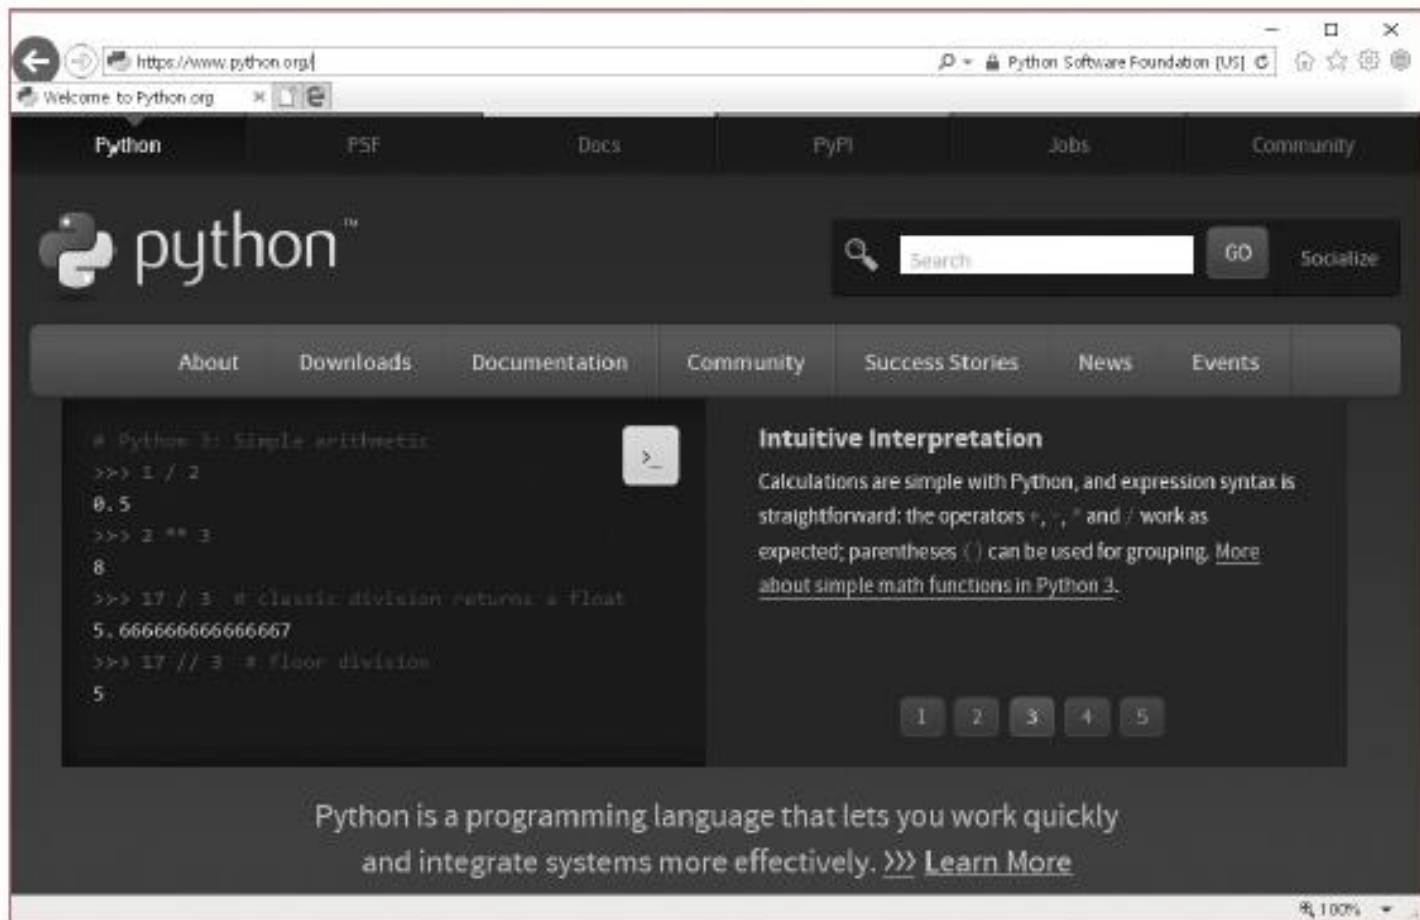 https://www.python.org/
Python Software Foundation [US]
Welcome to Python.org
Python PSF Docs PyPI Jobs Community
python™
Search GO Socialize
About Downloads Documentation Community Success Stories News Events
# Python 3: Simple arithmetic
>>> 1 / 2
0.5
>>> 2 ** 3
8
>>> 17 / 3 # classic division returns a float
5.666666666666667
>>> 17 // 3 # floor division
5
>_
Intuitive Interpretation
Calculations are simple with Python, and expression syntax is
straightforward: the operators +, -, * and / work as
expected; parentheses () can be used for grouping. More
about simple math functions in Python 3.
1 2 3 4 5
Python is a programming language that lets you work quickly
and integrate systems more effectively. >>> Learn More
100%